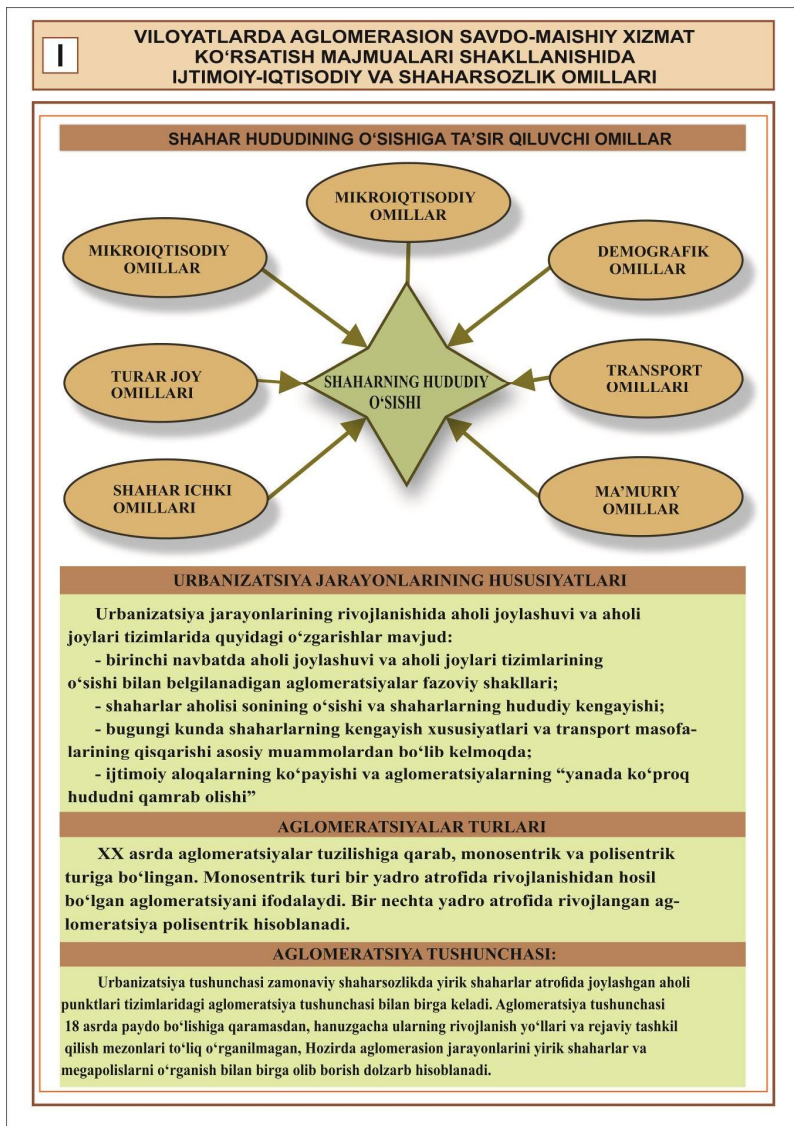 I
VILOYATLARDA AGLOMERASION SAVDO-MAISHIY XIZMAT
KO‘RSATISH MAJMUALARI SHAKLLANISHIDA
IJTIMOIY-IQTISODIY VA SHAHARSOZLIK OMILLARI
SHAHAR HUDUDINING O‘SISHIGA TA’SIR QILUVCHI OMILLAR
MIKROIQTISODIY
OMILLAR
MIKROIQTISODIY
OMILLAR
DEMOGRAFIK
OMILLAR
TURAR JOY
OMILLARI
SHAHARNING HUDUDIY
O‘SISHI
TRANSPORT
OMILLARI
SHAHAR ICHKI
OMILLARI
MA’MURIY
OMILLAR
URBANIZATSIYA JARAYONLARINING HUSUSIYATLARI
Urbanizatsiya jarayonlarining rivojlanishida aholi joylashuvi va aholi
joylari tizimlarida quyidagi o‘zgarishlar mavjud:
- birinchi navbatda aholi joylashuvi va aholi joylari tizimlarining
o‘sishi bilan belgilanadigan aglomeratsiyalar fazoviy shakllari;
- shaharlar aholisi sonining o‘sishi va shaharlarning hududiy kengayishi;
- bugungi kunda shaharlarning kengayish xususiyatlari va transport masofa-
larining qisqarishi asosiy muammolardan bo‘lib kelmoqda;
- ijtimoiy aloqalarning ko‘payishi va aglomeratsiyalarning “yanada ko‘proq
hududni qamrab olishi”
AGLOMERATSIYALAR TURLARI
XX asrda aglomeratsiyalar tuzilishiga qarab, monosentrik va polisentrik
turiga bo‘lingan. Monosentrik turi bir yadro atrofida rivojlanishidan hosil
bo‘lgan aglomeratsiyani ifodalaydi. Bir nechta yadro atrofida rivojlangan ag-
lomeratsiya polisentrik hisoblanadi.
AGLOMERATSIYA TUSHUNCHASI:
Urbanizatsiya tushunchasi zamonaviy shaharsozlikda yirik shaharlar atrofida joylashgan aholi
punktlari tizimlaridagi aglomeratsiya tushunchasi bilan birga keladi. Aglomeratsiya tushunchasi
18 asrda paydo bo‘lishiga qaramasdan, hanuzgacha ularning rivojlanish yo‘llari va rejaviy tashkil
qilish mezonlari to‘liq o‘rganilmagan, Hozirda aglomerasion jarayonlarini yirik shaharlar va
megapolislarni o‘rganish bilan birga olib borish dolzarb hisoblanadi.